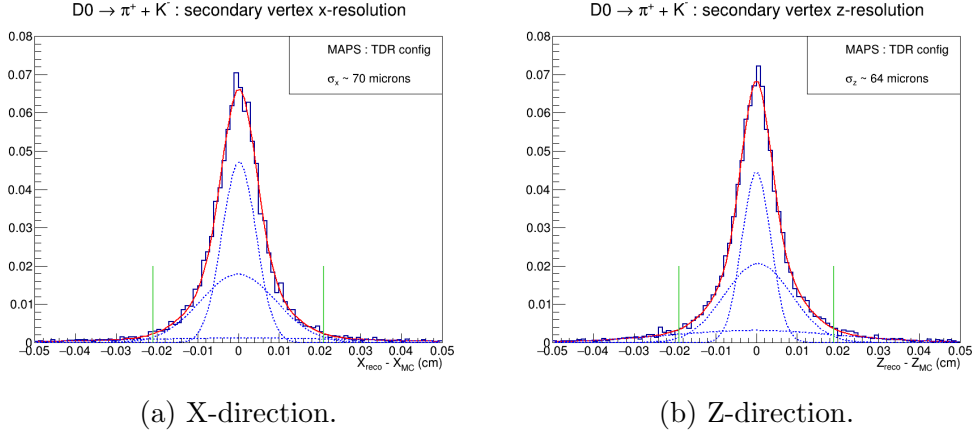 D0 → π⁺ + K⁻ : secondary vertex x-resolution
MAPS : TDR config
σₓ ~ 70 microns
0.08
0.07
0.06
0.05
0.04
0.03
0.02
0.01
0
−0.05 −0.04 −0.03 −0.02 −0.01 0 0.01 0.02 0.03 0.04 0.05
X_reco - X_MC (cm)
(a) X-direction.
D0 → π⁺ + K⁻ : secondary vertex z-resolution
MAPS : TDR config
σ_z ~ 64 microns
0.08
0.07
0.06
0.05
0.04
0.03
0.02
0.01
0
−0.05 −0.04 −0.03 −0.02 −0.01 0 0.01 0.02 0.03 0.04 0.05
Z_reco - Z_MC (cm)
(b) Z-direction.